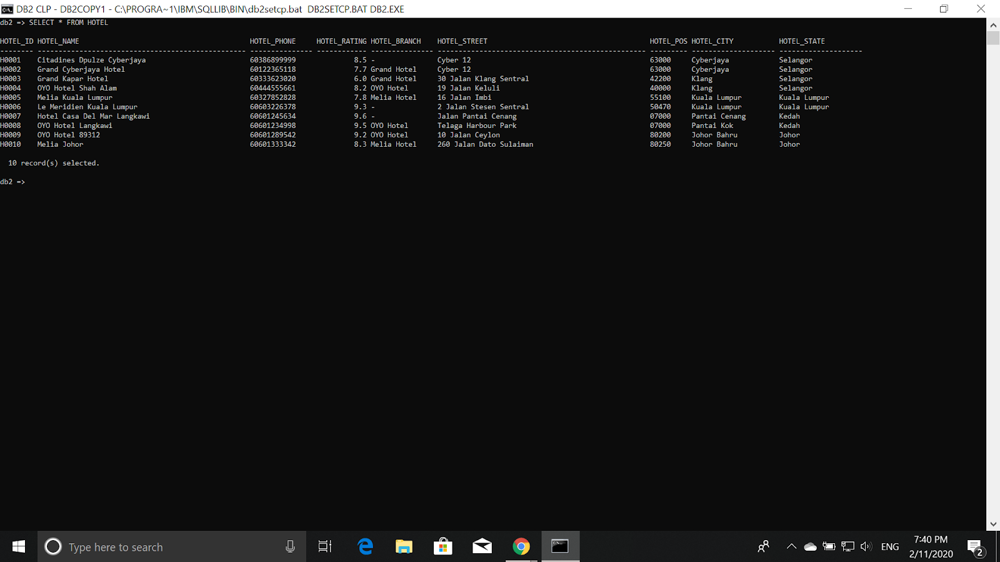 DB2 CLP - DB2COPY1 - C:\PROGRA~1\IBM\SQLLIB\BIN\db2setcp.bat  DB2SETCP.BAT DB2.EXE
db2 => SELECT * FROM HOTEL
HOTEL_ID HOTEL_NAME HOTEL_PHONE HOTEL_RATING HOTEL_BRANCH HOTEL_STREET HOTEL_POS HOTEL_CITY HOTEL_STATE
-------- -------------------------------------------------- --------------- ------------ --------------- -------------------------------------------------- --------- -------------------- --------------------
H0001 Citadines Dpulze Cyberjaya 60386899999 8.5 - Cyber 12 63000 Cyberjaya Selangor
H0002 Grand Cyberjaya Hotel 60122365118 7.7 Grand Hotel Cyber 12 63000 Cyberjaya Selangor
H0003 Grand Kapar Hotel 60333623020 6.0 Grand Hotel 30 Jalan Klang Sentral 42200 Klang Selangor
H0004 OYO Hotel Shah Alam 60444555661 8.2 OYO Hotel 19 Jalan Keluli 40000 Klang Selangor
H0005 Melia Kuala Lumpur 60327852828 7.8 Melia Hotel 16 Jalan Imbi 55100 Kuala Lumpur Kuala Lumpur
H0006 Le Meridien Kuala Lumpur 60603226378 9.3 - 2 Jalan Stesen Sentral 50470 Kuala Lumpur Kuala Lumpur
H0007 Hotel Casa Del Mar Langkawi 60601245634 9.6 - Jalan Pantai Cenang 07000 Pantai Cenang Kedah
H0008 OYO Hotel Langkawi 60601234998 9.5 OYO Hotel Telaga Harbour Park 07000 Pantai Kok Kedah
H0009 OYO Hotel 89312 60601289542 9.2 OYO Hotel 10 Jalan Ceylon 80200 Johor Bahru Johor
H0010 Melia Johor 60601333342 8.3 Melia Hotel 260 Jalan Dato Sulaiman 80250 Johor Bahru Johor
10 record(s) selected.
db2 =>
Type here to search
ENG
7:40 PM
2/11/2020
2